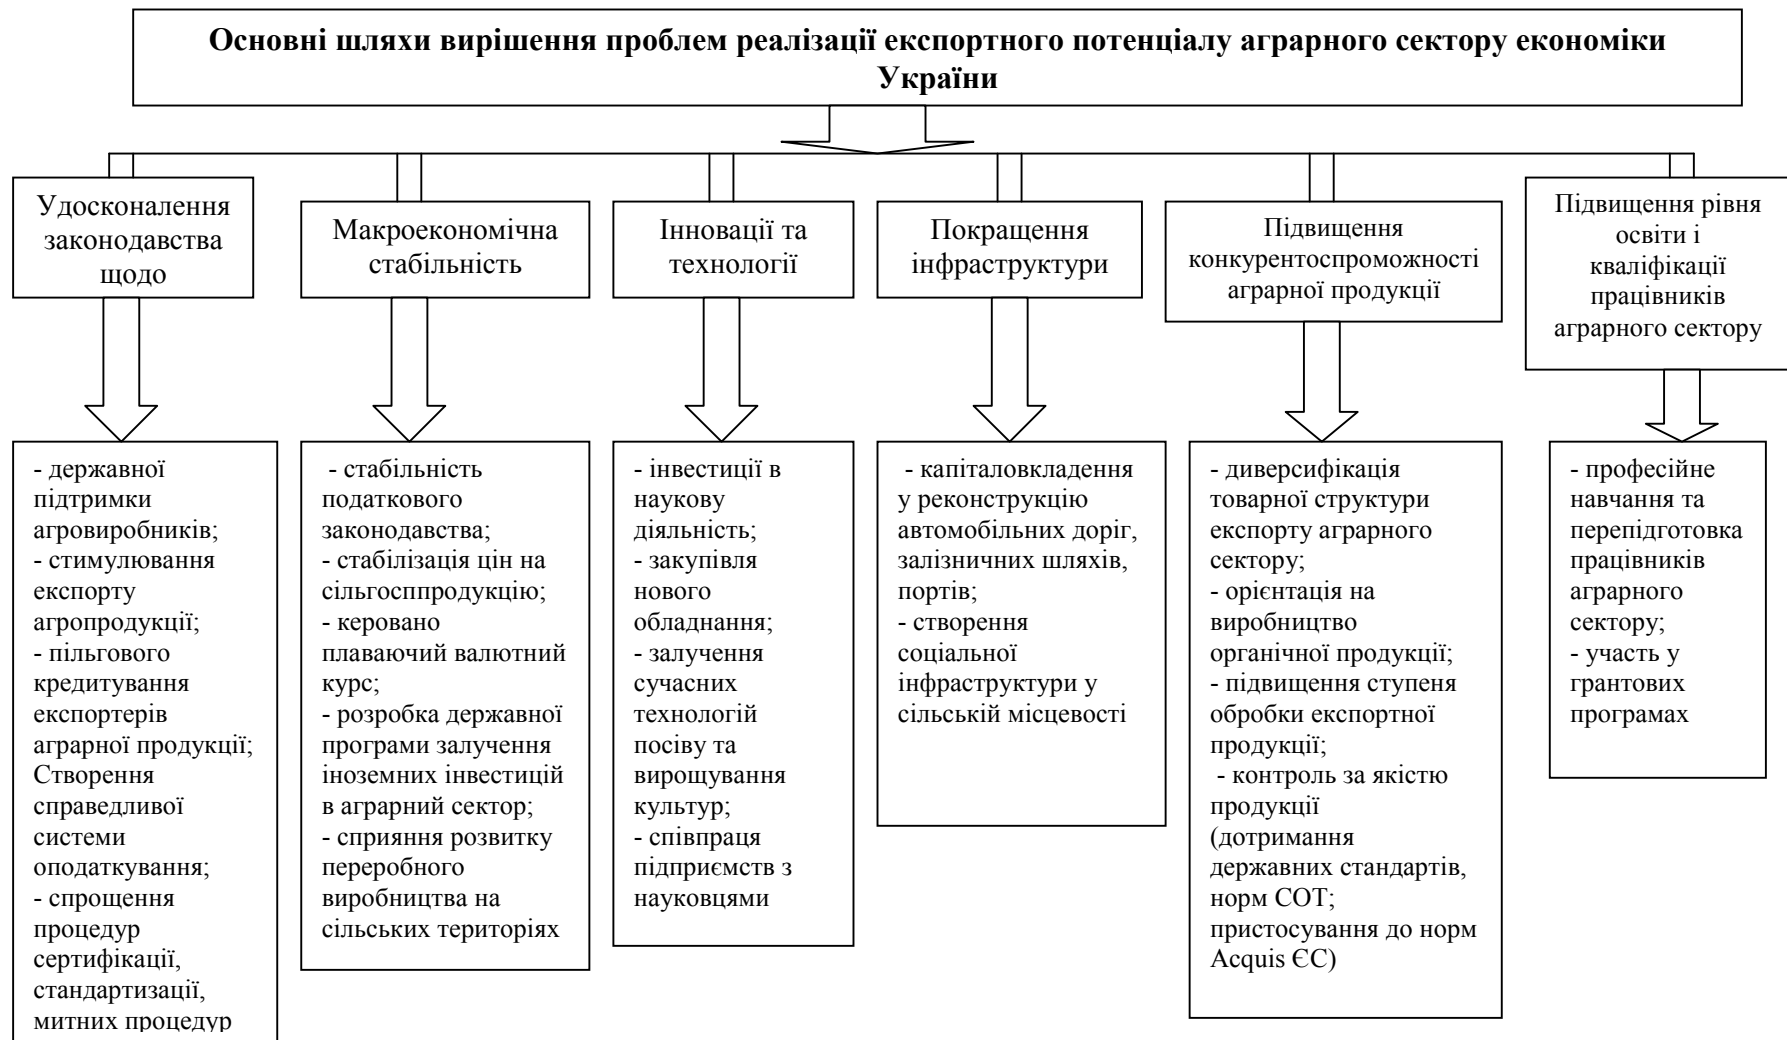 Основні шляхи вирішення проблем реалізації експортного потенціалу аграрного сектору економіки
України
Удосконалення
законодавства
щодо
Макроекономічна
стабільність
Інновації та
технології
Покращення
інфраструктури
Підвищення
конкурентоспроможності
аграрної продукції
Підвищення рівня
освіти і
кваліфікації
працівників
аграрного сектору
- державної
підтримки
агровиробників;
- стимулювання
експорту
агропродукції;
- пільгового
кредитування
експортерів
аграрної продукції;
Створення
справедливої
системи
оподаткування;
- спрощення
процедур
сертифікації,
стандартизації,
митних процедур
- стабільність
податкового
законодавства;
- стабілізація цін на
сільгосппродукцію;
- керовано
плаваючий валютний
курс;
- розробка державної
програми залучення
іноземних інвестицій
в аграрний сектор;
- сприяння розвитку
переробного
виробництва на
сільських територіях
- інвестиції в
наукову
діяльність;
- закупівля
нового
обладнання;
- залучення
сучасних
технологій
посіву та
вирощування
культур;
- співпраця
підприємств з
науковцями
- капіталовкладення
у реконструкцію
автомобільних доріг,
залізничних шляхів,
портів;
- створення
соціальної
інфраструктури у
сільській місцевості
- диверсифікація
товарної структури
експорту аграрного
сектору;
- орієнтація на
виробництво
органічної продукції;
- підвищення ступеня
обробки експортної
продукції;
- контроль за якістю
продукції
(дотримання
державних стандартів,
норм СОТ;
пристосування до норм
Acquis ЄС)
- професійне
навчання та
перепідготовка
працівників
аграрного
сектору;
- участь у
грантових
програмах